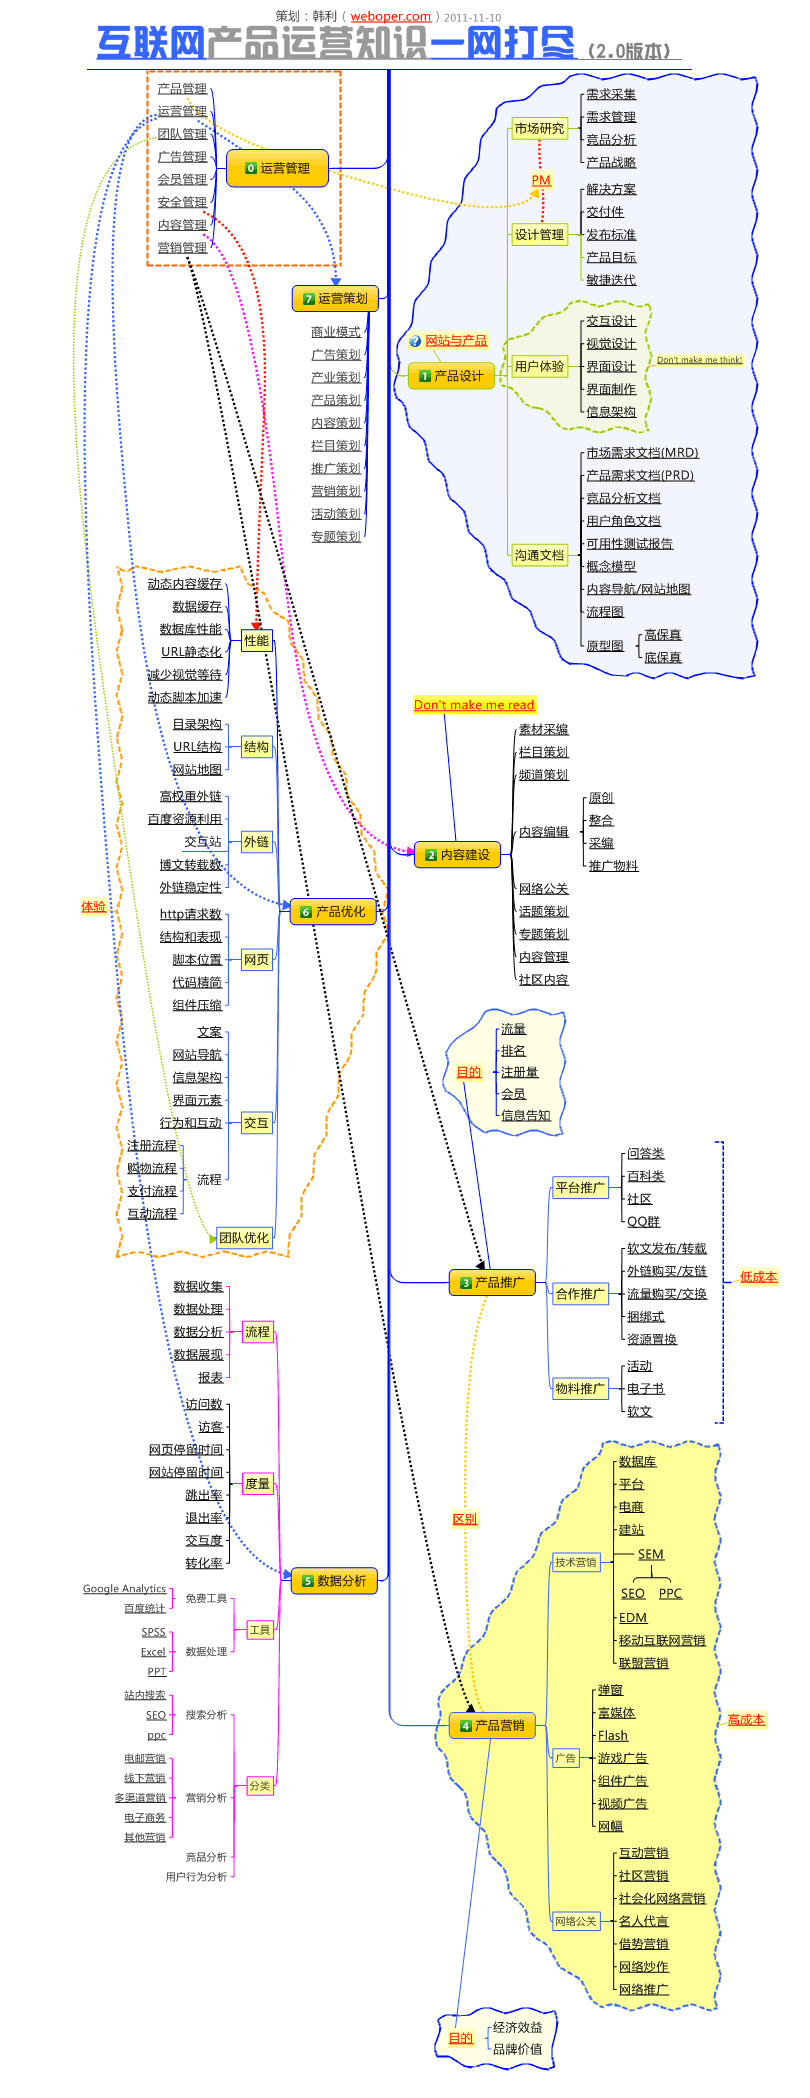 策划：韩利（weboper.com）2011-11-10
互联网产品运营知识一网打尽（2.0版本）
产品管理
运营管理
团队管理
广告管理
会员管理
安全管理
内容管理
营销管理
0 运营管理
7 运营策划
商业模式
广告策划
产业策划
产品策划
内容策划
栏目策划
推广策划
营销策划
活动策划
专题策划
? 网站与产品
1 产品设计
市场研究
需求采集
需求管理
竞品分析
产品战略
PM
设计管理
解决方案
交付件
发布标准
产品目标
敏捷迭代
用户体验
交互设计
视觉设计
界面设计
界面制作
信息架构
Don't make me think!
沟通文档
市场需求文档(MRD)
产品需求文档(PRD)
竞品分析文档
用户角色文档
可用性测试报告
概念模型
内容导航/网站地图
流程图
原型图
高保真
底保真
Don't make me read
2 内容建设
素材采编
栏目策划
频道策划
内容编辑
原创
整合
采编
推广物料
网络公关
话题策划
专题策划
内容管理
社区内容
6 产品优化
体验
性能
动态内容缓存
数据缓存
数据库性能
URL静态化
减少视觉等待
动态脚本加速
结构
目录架构
URL结构
网站地图
外链
高权重外链
百度资源利用
交互站
博文转载数
外链稳定性
网页
http请求数
结构和表现
脚本位置
代码精简
组件压缩
交互
文案
网站导航
信息架构
界面元素
行为和互动
流程
注册流程
购物流程
支付流程
互动流程
团队优化
目的
流量
排名
注册量
会员
信息告知
3 产品推广
平台推广
问答类
百科类
社区
QQ群
合作推广
软文发布/转载
外链购买/友链
流量购买/交换
捆绑式
资源置换
物料推广
活动
电子书
软文
低成本
区别
5 数据分析
流程
数据收集
数据处理
数据分析
数据展现
报表
度量
访问数
访客
网页停留时间
网站停留时间
跳出率
退出率
交互度
转化率
工具
免费工具
Google Analytics
百度统计
数据处理
SPSS
Excel
PPT
分类
搜索分析
站内搜索
SEO
ppc
营销分析
电邮营销
线下营销
多渠道营销
电子商务
其他营销
竞品分析
用户行为分析
4 产品营销
技术营销
数据库
平台
电商
建站
SEM
SEO
PPC
EDM
移动互联网营销
联盟营销
广告
弹窗
富媒体
Flash
游戏广告
组件广告
视频广告
网幅
网络公关
互动营销
社区营销
社会化网络营销
名人代言
借势营销
网络炒作
网络推广
高成本
目的
经济效益
品牌价值